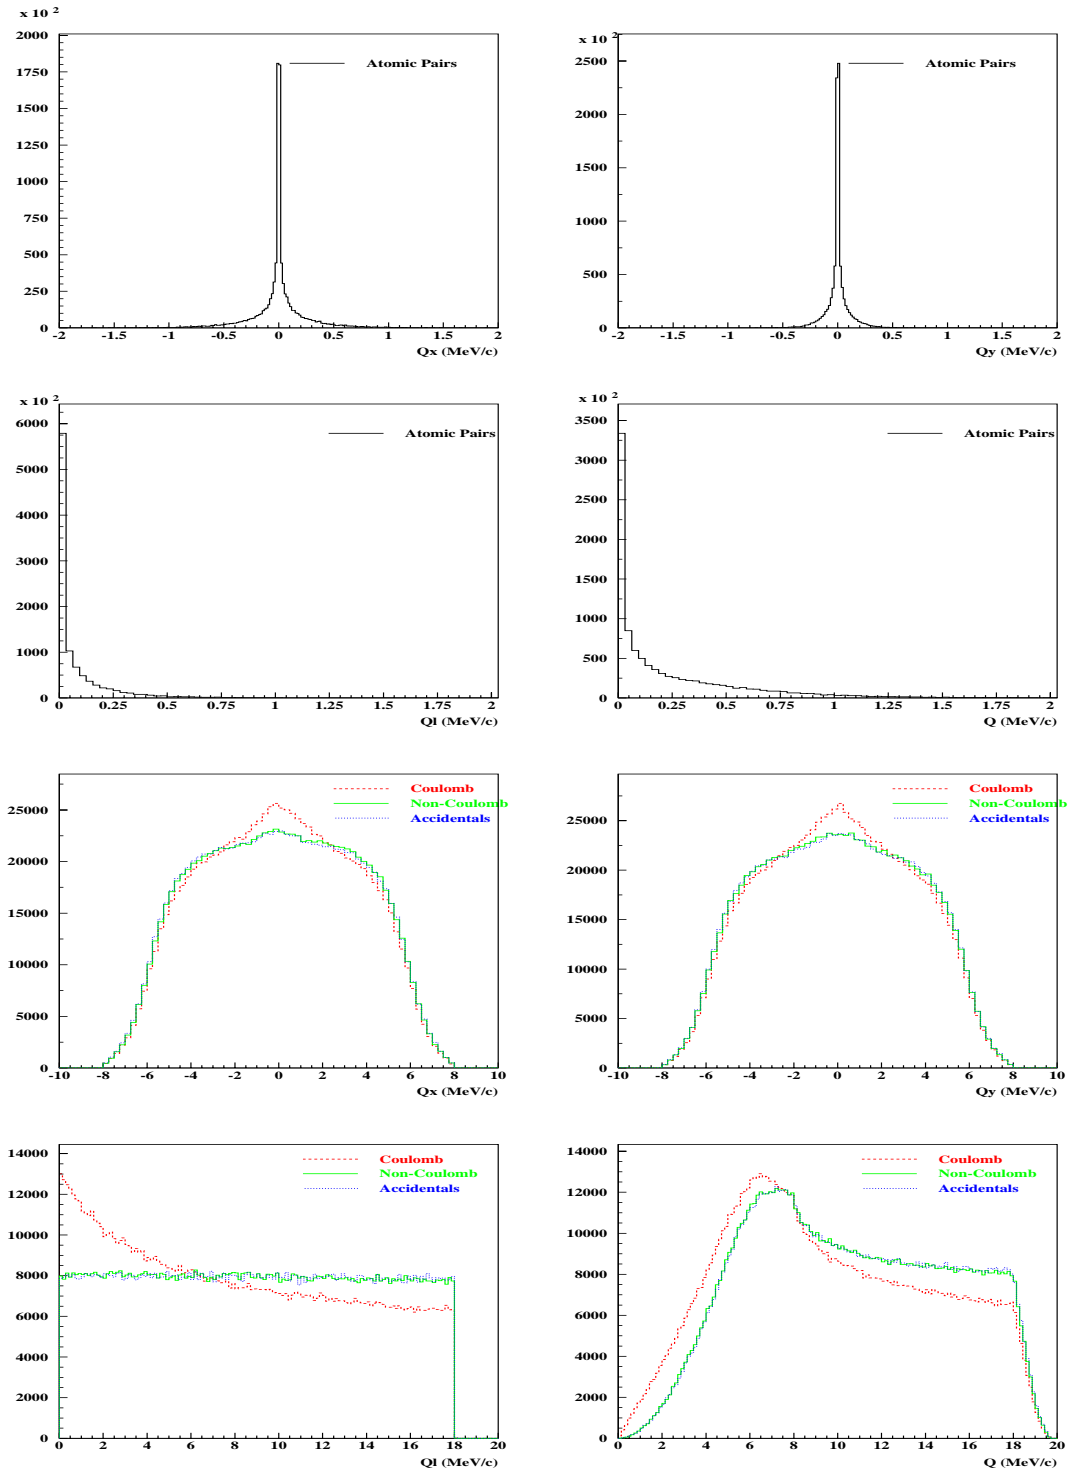 x 10 2
2000
1750
1500
1250
1000
750
500
250
0
Atomic Pairs
-2 -1.5 -1 -0.5 0 0.5 1 1.5 2
Qx (MeV/c)
x 10 2
2500
2000
1500
1000
500
0
Atomic Pairs
-2 -1.5 -1 -0.5 0 0.5 1 1.5 2
Qy (MeV/c)
x 10 2
6000
5000
4000
3000
2000
1000
0
Atomic Pairs
0 0.25 0.5 0.75 1 1.25 1.5 1.75 2
Ql (MeV/c)
x 10 2
3500
3000
2500
2000
1500
1000
500
0
Atomic Pairs
0 0.25 0.5 0.75 1 1.25 1.5 1.75 2
Q (MeV/c)
25000
20000
15000
10000
5000
0
Coulomb
Non-Coulomb
Accidentals
-10 -8 -6 -4 -2 0 2 4 6 8 10
Qx (MeV/c)
25000
20000
15000
10000
5000
0
Coulomb
Non-Coulomb
Accidentals
-10 -8 -6 -4 -2 0 2 4 6 8 10
Qy (MeV/c)
14000
12000
10000
8000
6000
4000
2000
0
Coulomb
Non-Coulomb
Accidentals
0 2 4 6 8 10 12 14 16 18 20
Ql (MeV/c)
14000
12000
10000
8000
6000
4000
2000
0
Coulomb
Non-Coulomb
Accidentals
0 2 4 6 8 10 12 14 16 18 20
Q (MeV/c)